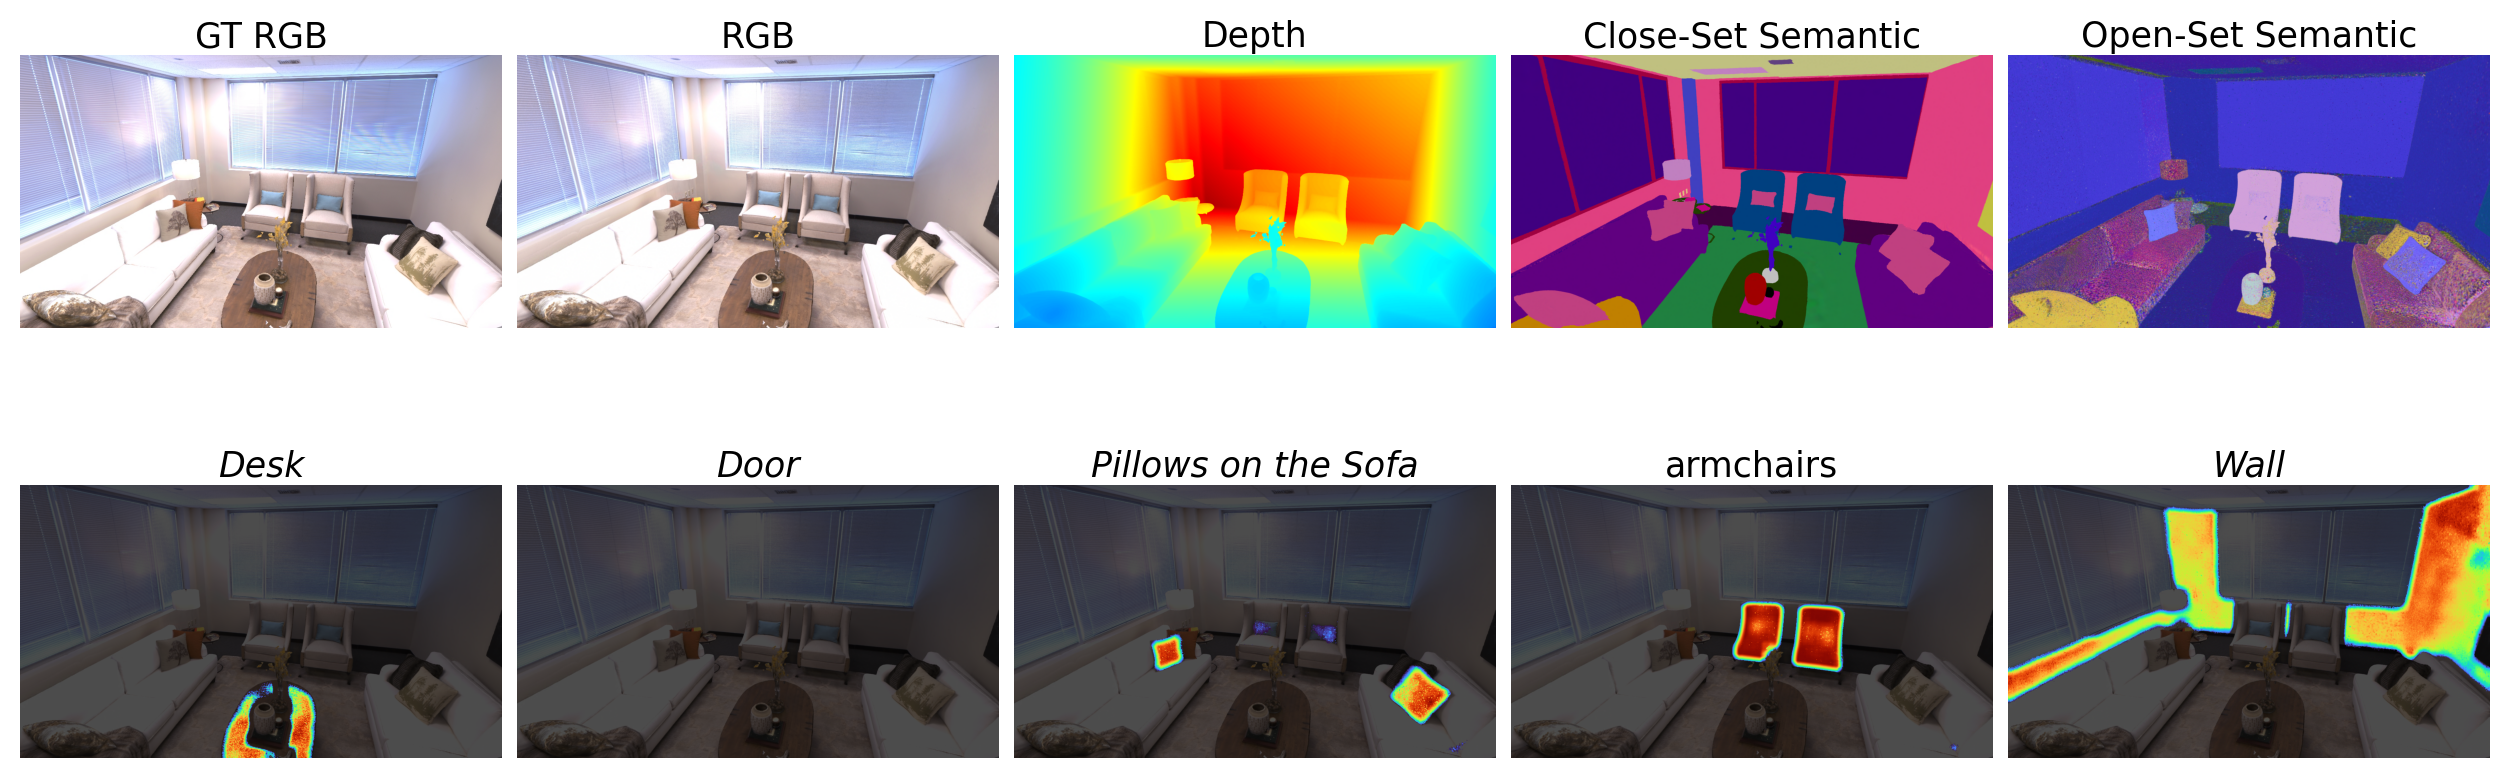 GT RGB
RGB
Depth
Close-Set Semantic
Open-Set Semantic
Desk
Door
Pillows on the Sofa
armchairs
Wall